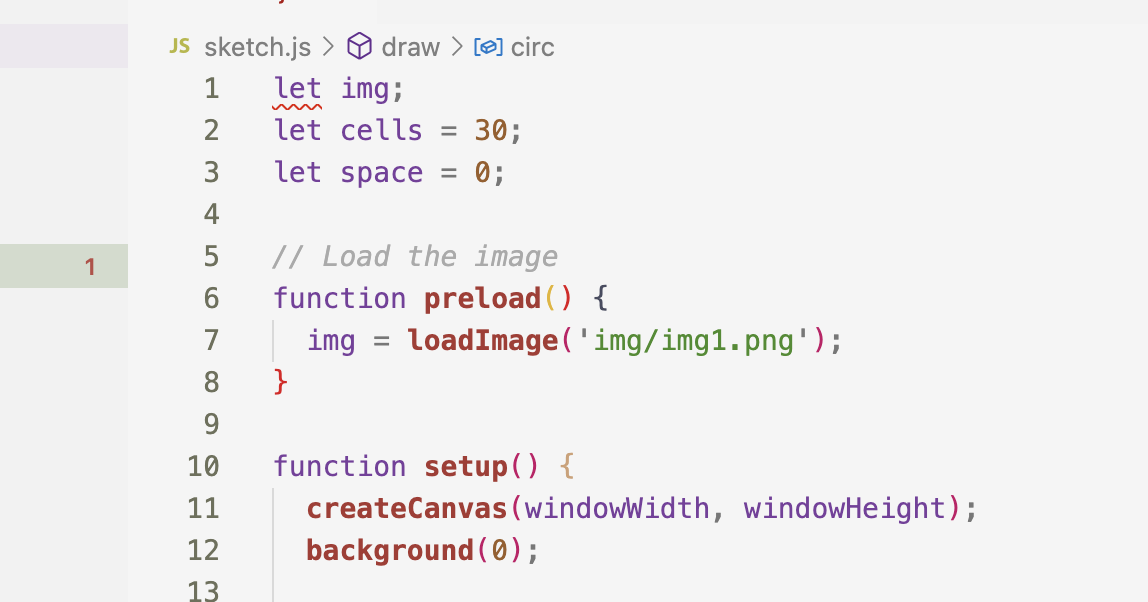 JS sketch.js > draw > circ
1 let img;
2 let cells = 30;
3 let space = 0;
4
1
5 // Load the image
6 function preload() {
7 img = loadImage('img/img1.png');
8 }
9
10 function setup() {
11 createCanvas(windowWidth, windowHeight);
12 background(0);
13